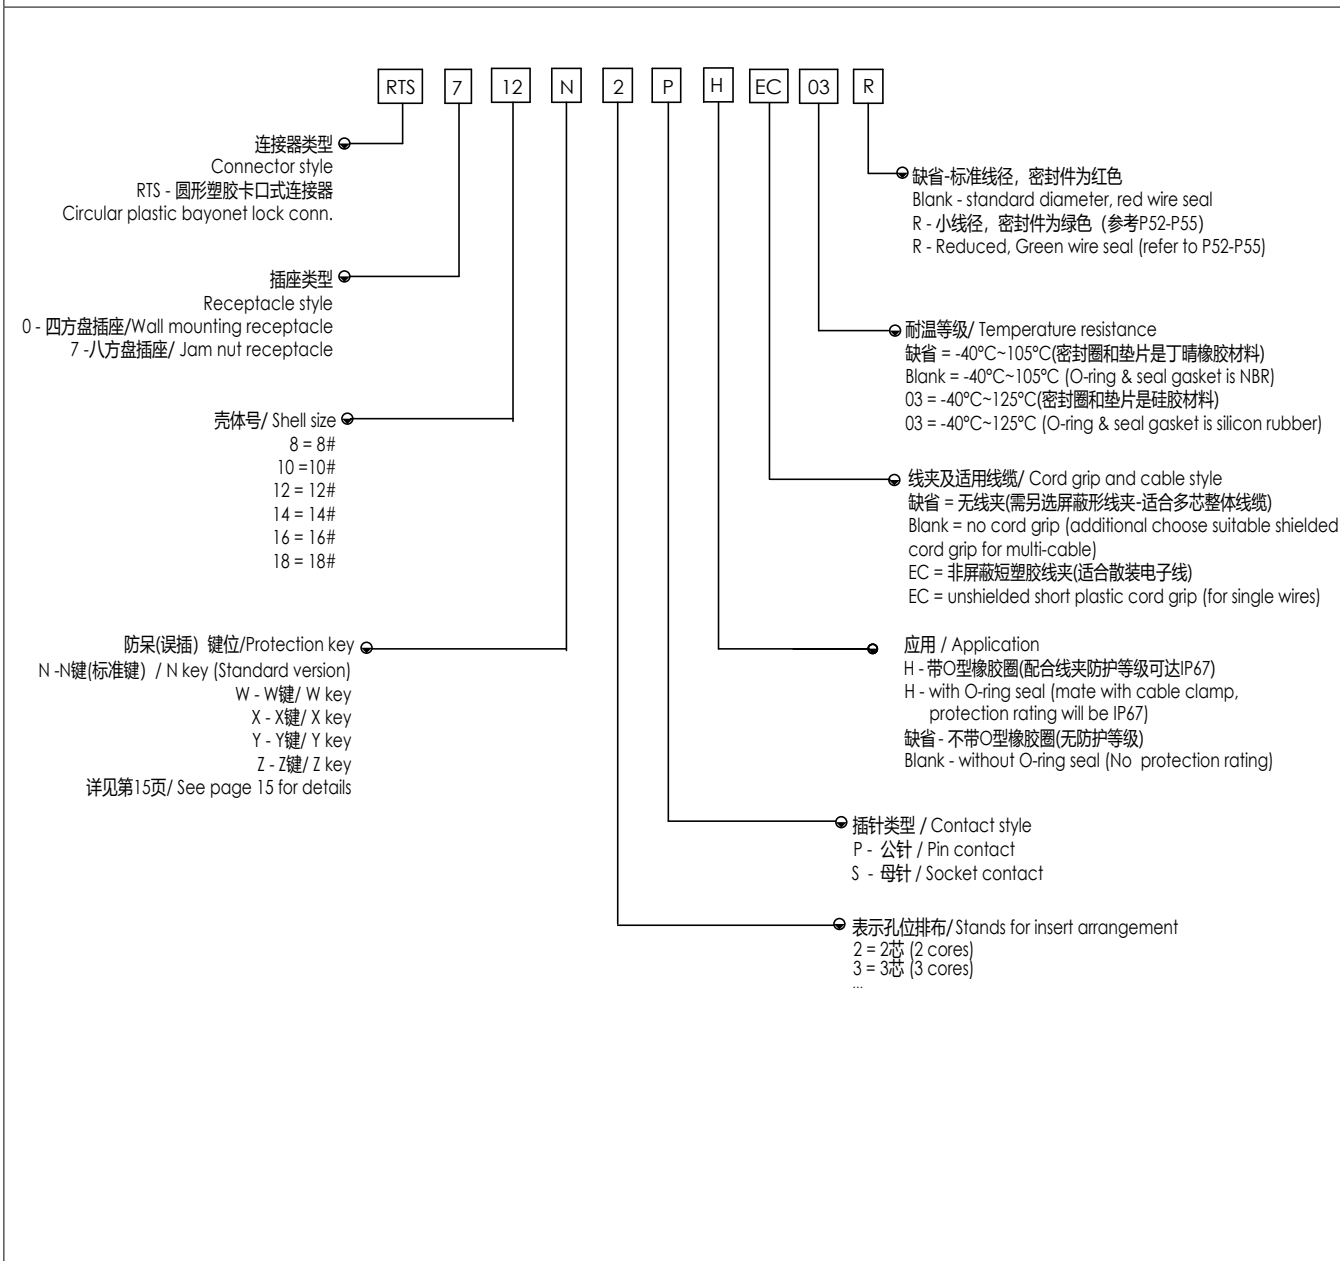 RTS 7 12 N 2 P H EC 03 R
连接器类型
Connector style
RTS - 圆形塑胶卡口式连接器
Circular plastic bayonet lock conn.
插座类型
Receptacle style
0 - 四方盘插座/Wall mounting receptacle
7 -八方盘插座/ Jam nut receptacle
壳体号/ Shell size
8 = 8#
10 =10#
12 = 12#
14 = 14#
16 = 16#
18 = 18#
防呆(误插）键位/Protection key
N -N键(标准键）/ N key (Standard version)
W - W键/ W key
X - X键/ X key
Y - Y键/ Y key
Z - Z键/ Z key
详见第15页/ See page 15 for details
缺省-标准线径，密封件为红色
Blank - standard diameter, red wire seal
R - 小线径，密封件为绿色（参考P52-P55）
R - Reduced, Green wire seal (refer to P52-P55)
耐温等级/ Temperature resistance
缺省 = -40°C~105°C(密封圈和垫片是丁晴橡胶材料)
Blank = -40°C~105°C (O-ring & seal gasket is NBR)
03 = -40°C~125°C(密封圈和垫片是硅胶材料)
03 = -40°C~125°C (O-ring & seal gasket is silicon rubber)
线夹及适用线缆/ Cord grip and cable style
缺省 = 无线夹(需另选屏蔽形线夹-适合多芯整体线缆)
Blank = no cord grip (additional choose suitable shielded
cord grip for multi-cable)
EC = 非屏蔽短塑胶线夹(适合散装电子线)
EC = unshielded short plastic cord grip (for single wires)
应用 / Application
H - 带O型橡胶圈(配合线夹防护等级可达IP67)
H - with O-ring seal (mate with cable clamp,
protection rating will be IP67)
缺省 - 不带O型橡胶圈(无防护等级)
Blank - without O-ring seal (No protection rating)
插针类型 / Contact style
P - 公针 / Pin contact
S - 母针 / Socket contact
表示孔位排布/ Stands for insert arrangement
2 = 2芯 (2 cores)
3 = 3芯 (3 cores)
...